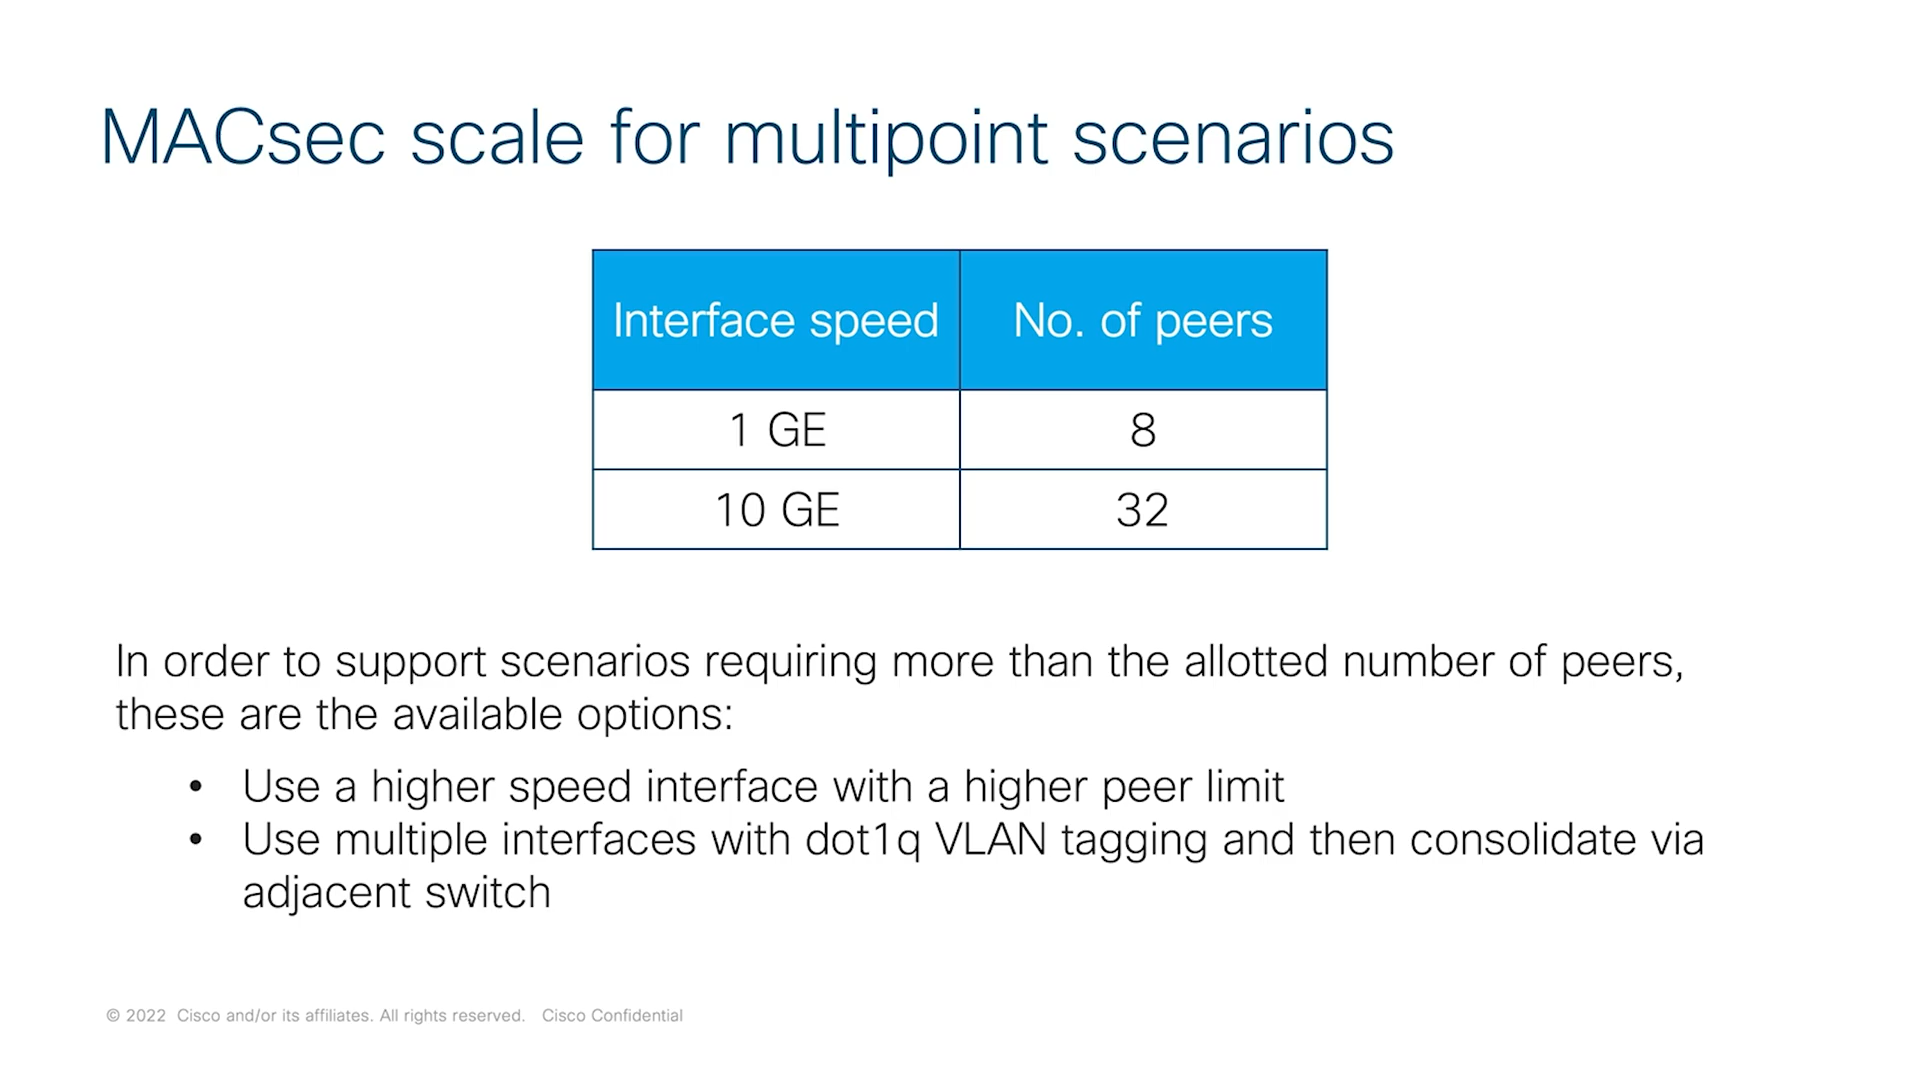 MACsec scale for multipoint scenarios
Interface speed No. of peers
1 GE 8
10 GE 32
In order to support scenarios requiring more than the allotted number of peers,
these are the available options:
• Use a higher speed interface with a higher peer limit
• Use multiple interfaces with dot1q VLAN tagging and then consolidate via
adjacent switch
© 2022 Cisco and/or its affiliates. All rights reserved. Cisco Confidential